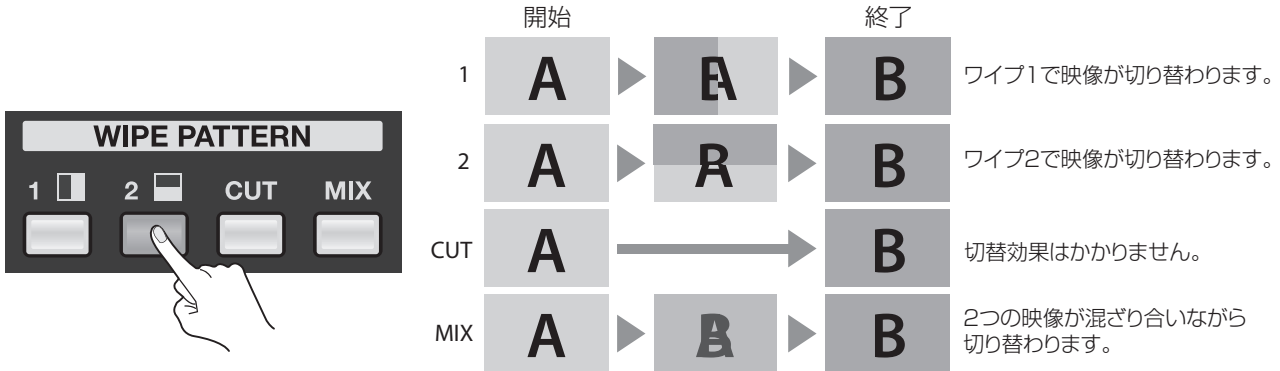 WIPE PATTERN
1 2 CUT MIX
開始 終了
1 A BA B ワイプ1で映像が切り替わります。
2 A B ワイプ2で映像が切り替わります。
CUT A B 切替効果はかかりません。
MIX A B 2つの映像が混ざり合いながら
切り替わります。